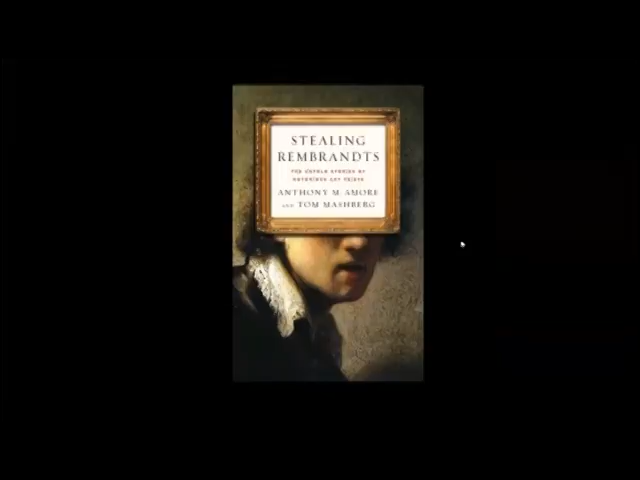 STEALING
REMBRANDTS
THE UNTOLD STORIES OF
NOTORIOUS ART HEISTS
ANTHONY M. AMORE
AND TOM MASHBERG